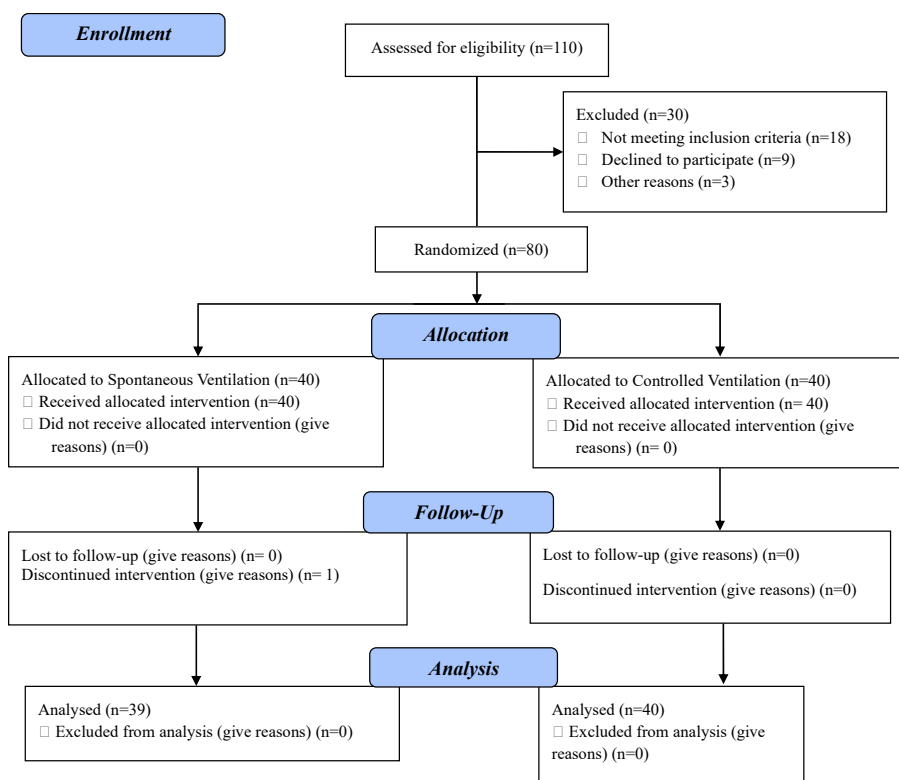 Enrollment
Assessed for eligibility (n=110)
Excluded (n=30)
□ Not meeting inclusion criteria (n=18)
□ Declined to participate (n=9)
□ Other reasons (n=3)
Randomized (n=80)
Allocation
Allocated to Spontaneous Ventilation (n=40)
□ Received allocated intervention (n=40)
□ Did not receive allocated intervention (give
reasons) (n=0)
Allocated to Controlled Ventilation (n=40)
□ Received allocated intervention (n= 40)
□ Did not receive allocated intervention (give
reasons) (n= 0)
Follow-Up
Lost to follow-up (give reasons) (n= 0)
Discontinued intervention (give reasons) (n= 1)
Lost to follow-up (give reasons) (n=0)
Discontinued intervention (give reasons) (n=0)
Analysis
Analysed (n=39)
□ Excluded from analysis (give reasons) (n=0)
Analysed (n=40)
□ Excluded from analysis (give
reasons) (n=0)